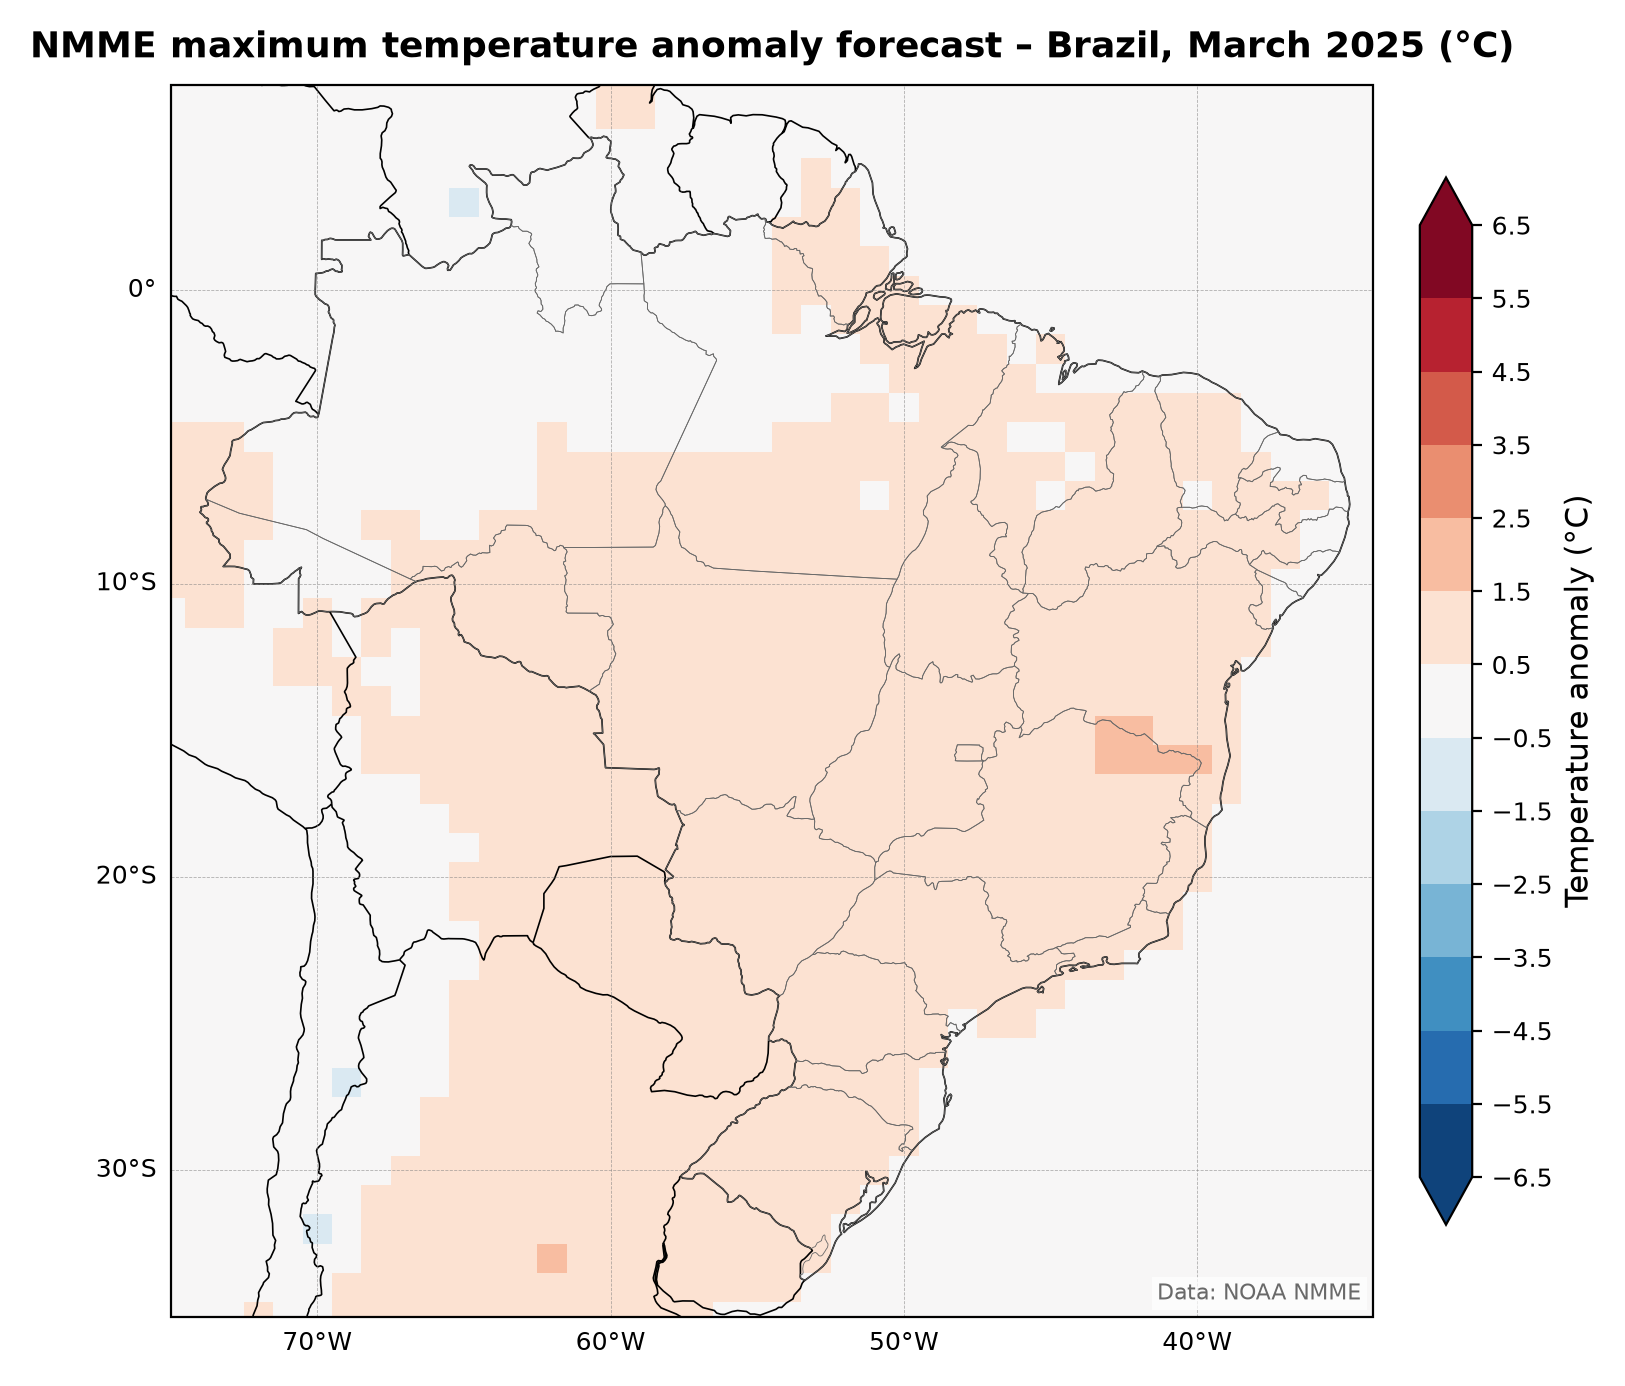 NMME maximum temperature anomaly forecast – Brazil, March 2025 (°C)
0°
10°S
20°S
30°S
70°W
60°W
50°W
40°W
Data: NOAA NMME
6.5
5.5
4.5
3.5
2.5
1.5
0.5
−0.5
−1.5
−2.5
−3.5
−4.5
−5.5
−6.5
Temperature anomaly (°C)